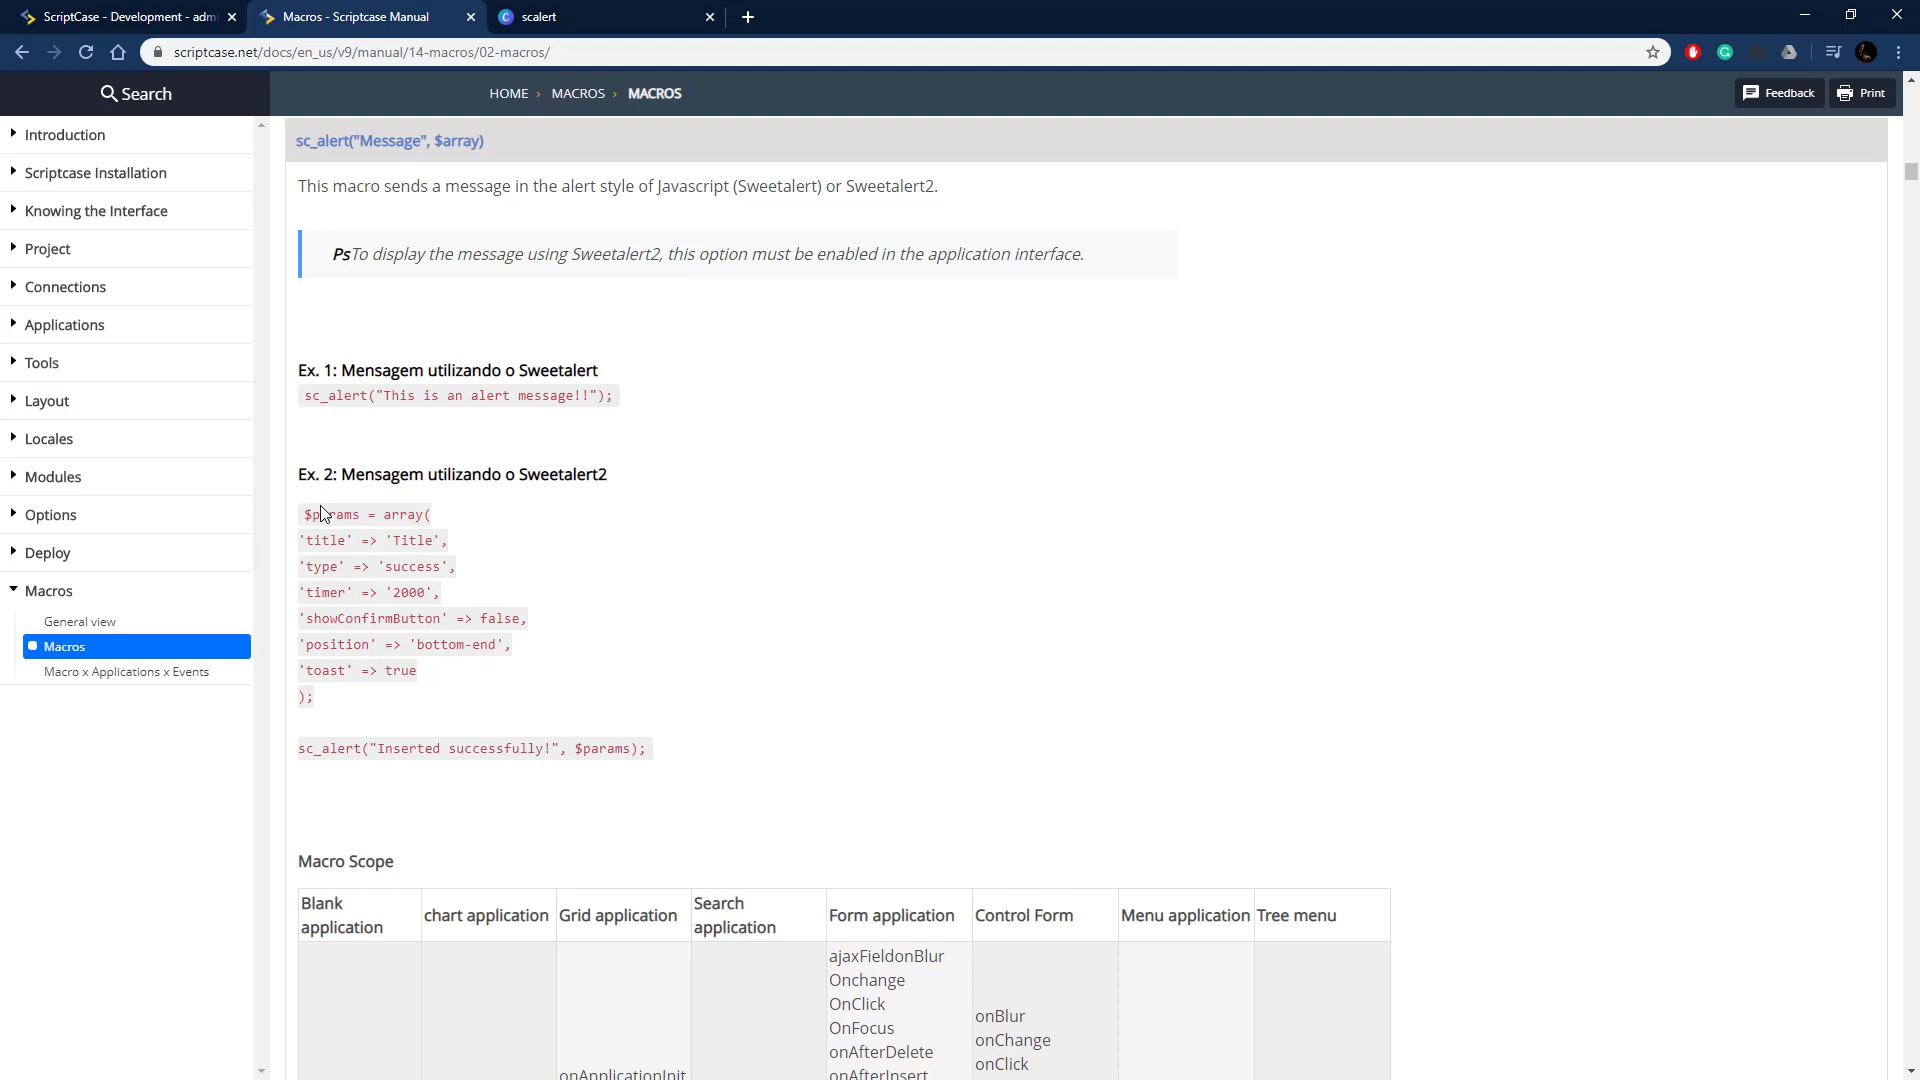 ScriptCase - Development - adm
Macros - Scriptcase Manual
scalert
scriptcase.net/docs/en_us/v9/manual/14-macros/02-macros/
Search
HOME › MACROS › MACROS
Feedback
Print
Introduction
Scriptcase Installation
Knowing the Interface
Project
Connections
Applications
Tools
Layout
Locales
Modules
Options
Deploy
Macros
General view
Macros
Macro x Applications x Events
sc_alert("Message", $array)
This macro sends a message in the alert style of Javascript (Sweetalert) or Sweetalert2.
PsTo display the message using Sweetalert2, this option must be enabled in the application interface.
Ex. 1: Mensagem utilizando o Sweetalert
sc_alert("This is an alert message!!");
Ex. 2: Mensagem utilizando o Sweetalert2
$params = array(
'title' => 'Title',
'type' => 'success',
'timer' => '2000',
'showConfirmButton' => false,
'position' => 'bottom-end',
'toast' => true
);
sc_alert("Inserted successfully!", $params);
Macro Scope
Blank application
chart application
Grid application
Search application
Form application
Control Form
Menu application
Tree menu
onApplicationInit
ajaxFieldonBlur
Onchange
OnClick
OnFocus
onAfterDelete
onAfterInsert
onBlur
onChange
onClick